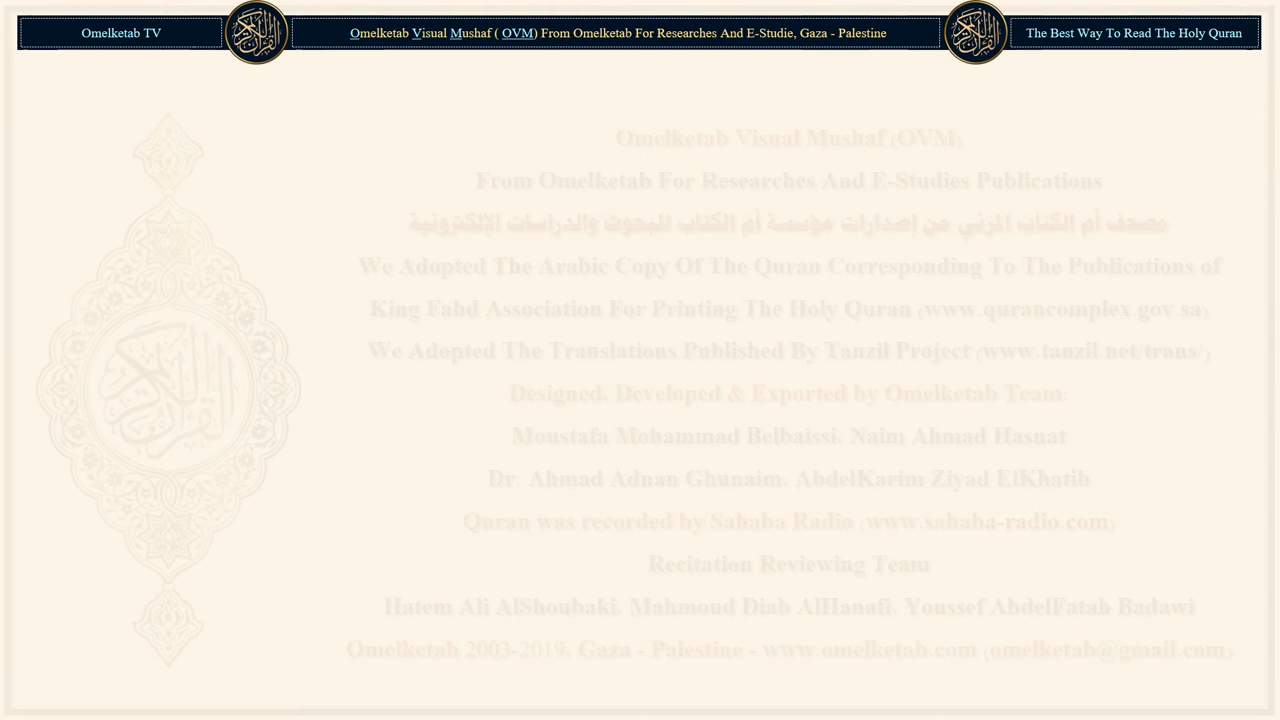 Omelketab TV
Omelketab Visual Mushaf ( OVM) From Omelketab For Researches And E-Studie, Gaza - Palestine
The Best Way To Read The Holy Quran
Omelketab Visual Mushaf (OVM)
From Omelketab For Researches And E-Studies Publications
مصحف أم الكتاب المرئي من إصدارات مؤسسة أم الكتاب للبحوث والدراسات الإلكترونية
We Adopted The Arabic Copy Of The Quran Corresponding To The Publications of
King Fahd Association For Printing The Holy Quran (www.qurancomplex.gov.sa)
We Adopted The Translations Published By Tanzil Project (www.tanzil.net/trans/)
Designed, Developed & Exported by Omelketab Team:
Moustafa Mohammad Belbaissi, Naim Ahmad Hasnat
Dr. Ahmad Adnan Ghunaim, AbdelKarim Ziyad ElKhatib
Quran was recorded by Sahaba Radio (www.sahaba-radio.com)
Recitation Reviewing Team
Hatem Ali AlShoubaki, Mahmoud Diab AlHanafi, Youssef AbdelFatah Badawi
Omelketab 2003-2019, Gaza - Palestine - www.omelketab.com (omelketab@gmail.com)